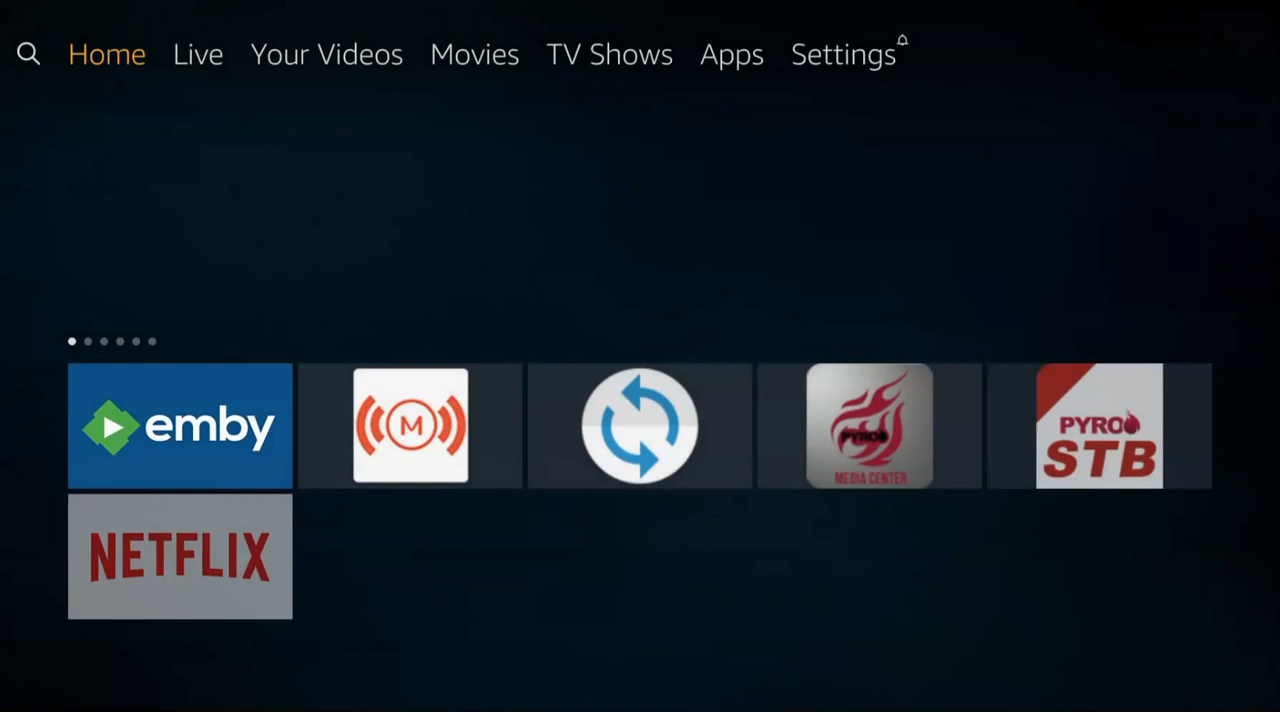 Home Live Your Videos Movies TV Shows Apps Settings
emby
M
PYRO
MEDIA CENTER
PYRO
STB
NETFLIX